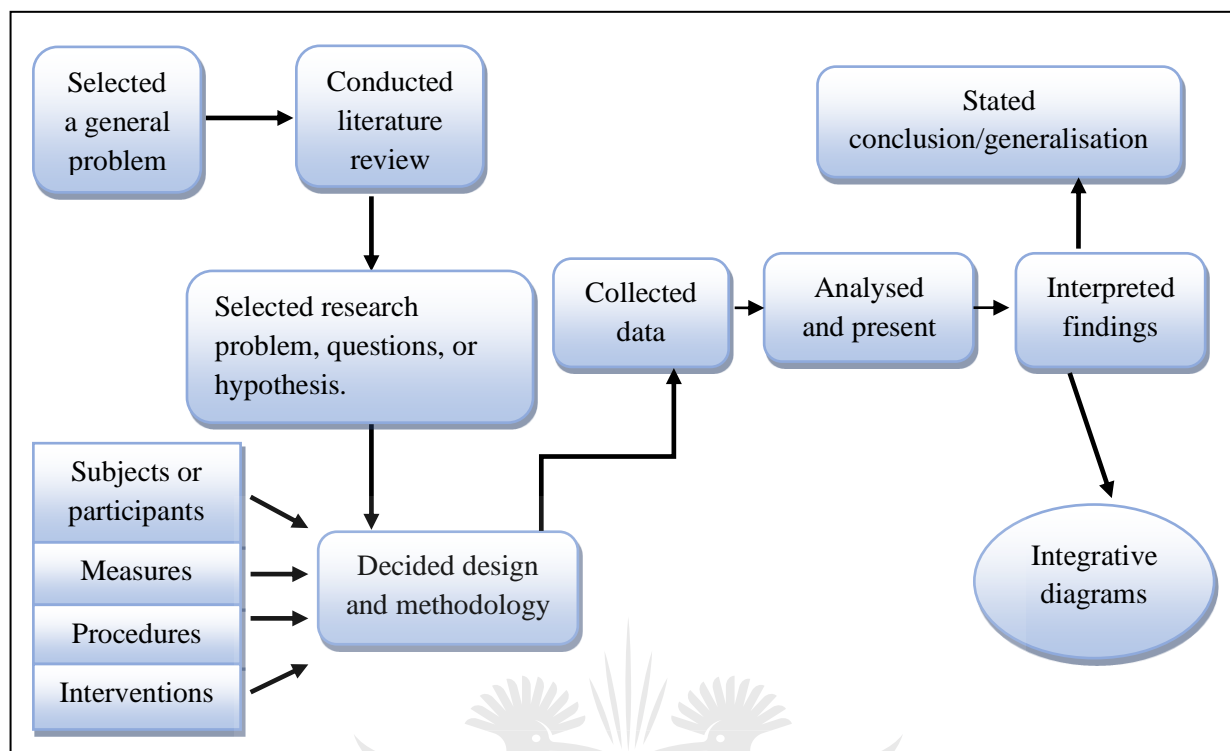 Selected
a general
problem
Conducted
literature
review
Selected research
problem, questions, or
hypothesis.
Subjects or
participants
Measures
Procedures
Interventions
Decided design
and methodology
Collected
data
Analysed
and present
Interpreted
findings
Stated
conclusion/generalisation
Integrative
diagrams